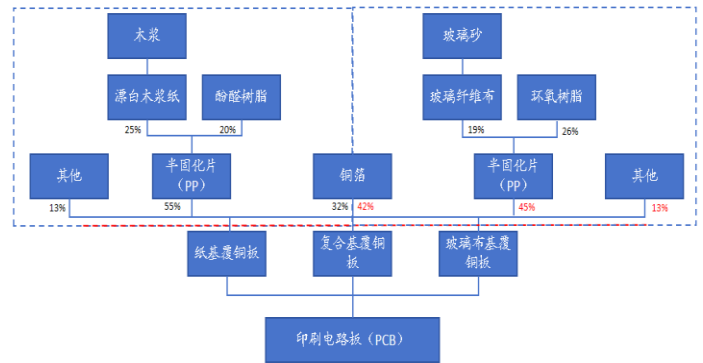 木浆
玻璃砂
漂白木浆纸
酚醛树脂
玻璃纤维布
环氧树脂
25%
20%
19%
26%
其他
半固化片
（PP）
铜箔
半固化片
（PP）
其他
13%
55%
32%
42%
45%
13%
纸基覆铜板
复合基覆铜
板
玻璃布基覆
铜板
印刷电路板（PCB）